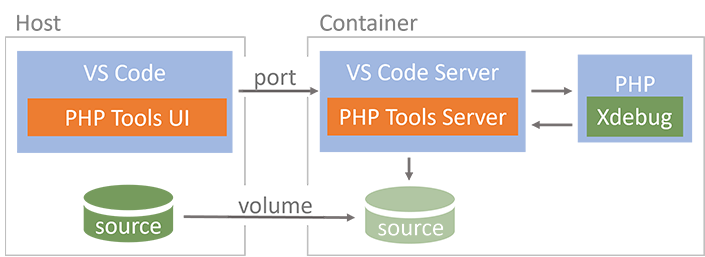 Host
Container
VS Code
port
VS Code Server
PHP
PHP Tools UI
PHP Tools Server
Xdebug
source
volume
source